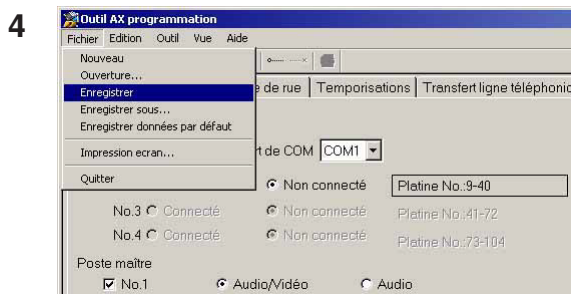 4
Outil AX programmation
Fichier Edition Outil Vue Aide
Nouveau
Ouverture...
Enregistrer
Enregistrer sous...
Enregistrer données par défaut
Impression ecran...
Quitter
de rue Temporisations Transfert ligne téléphonic
t de COM COM1
Non connecté Platine No.:9-40
No.3 Connecté Non connecté Platine No.:41-72
No.4 Connecté Non connecté Platine No.:73-104
Poste maître
No.1 Audio/Vidéo Audio